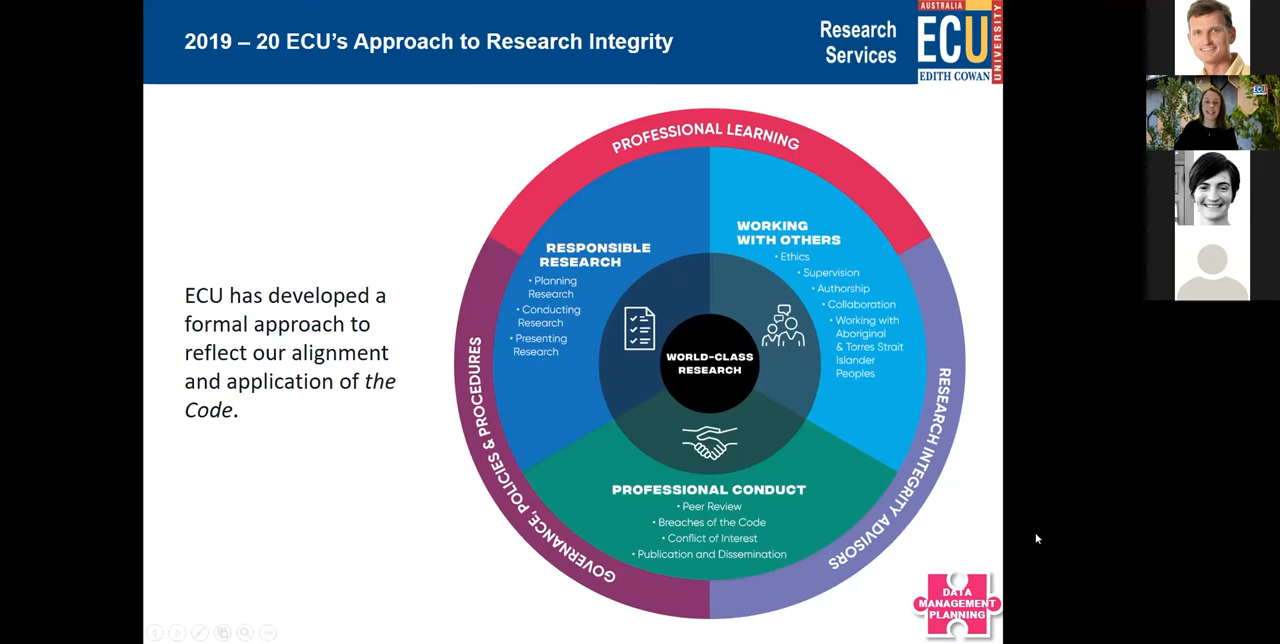 2019 – 20 ECU’s Approach to Research Integrity
Research
Services
AUSTRALIA
ECU
EDITH COWAN
UNIVERSITY
ECU
ECU has developed a
formal approach to
reflect our alignment
and application of the
Code.
PROFESSIONAL LEARNING
RESPONSIBLE
RESEARCH
• Planning
Research
• Conducting
Research
• Presenting
Research
WORKING
WITH OTHERS
• Ethics
• Supervision
• Authorship
• Collaboration
• Working with
Aboriginal
& Torres Strait
Islander
Peoples
WORLD-CLASS
RESEARCH
PROFESSIONAL CONDUCT
• Peer Review
• Breaches of the Code
• Conflict of Interest
• Publication and Dissemination
GOVERNANCE, POLICIES & PROCEDURES
RESEARCH INTEGRITY ADVISORS
DATA
MANAGEMENT
PLANNING